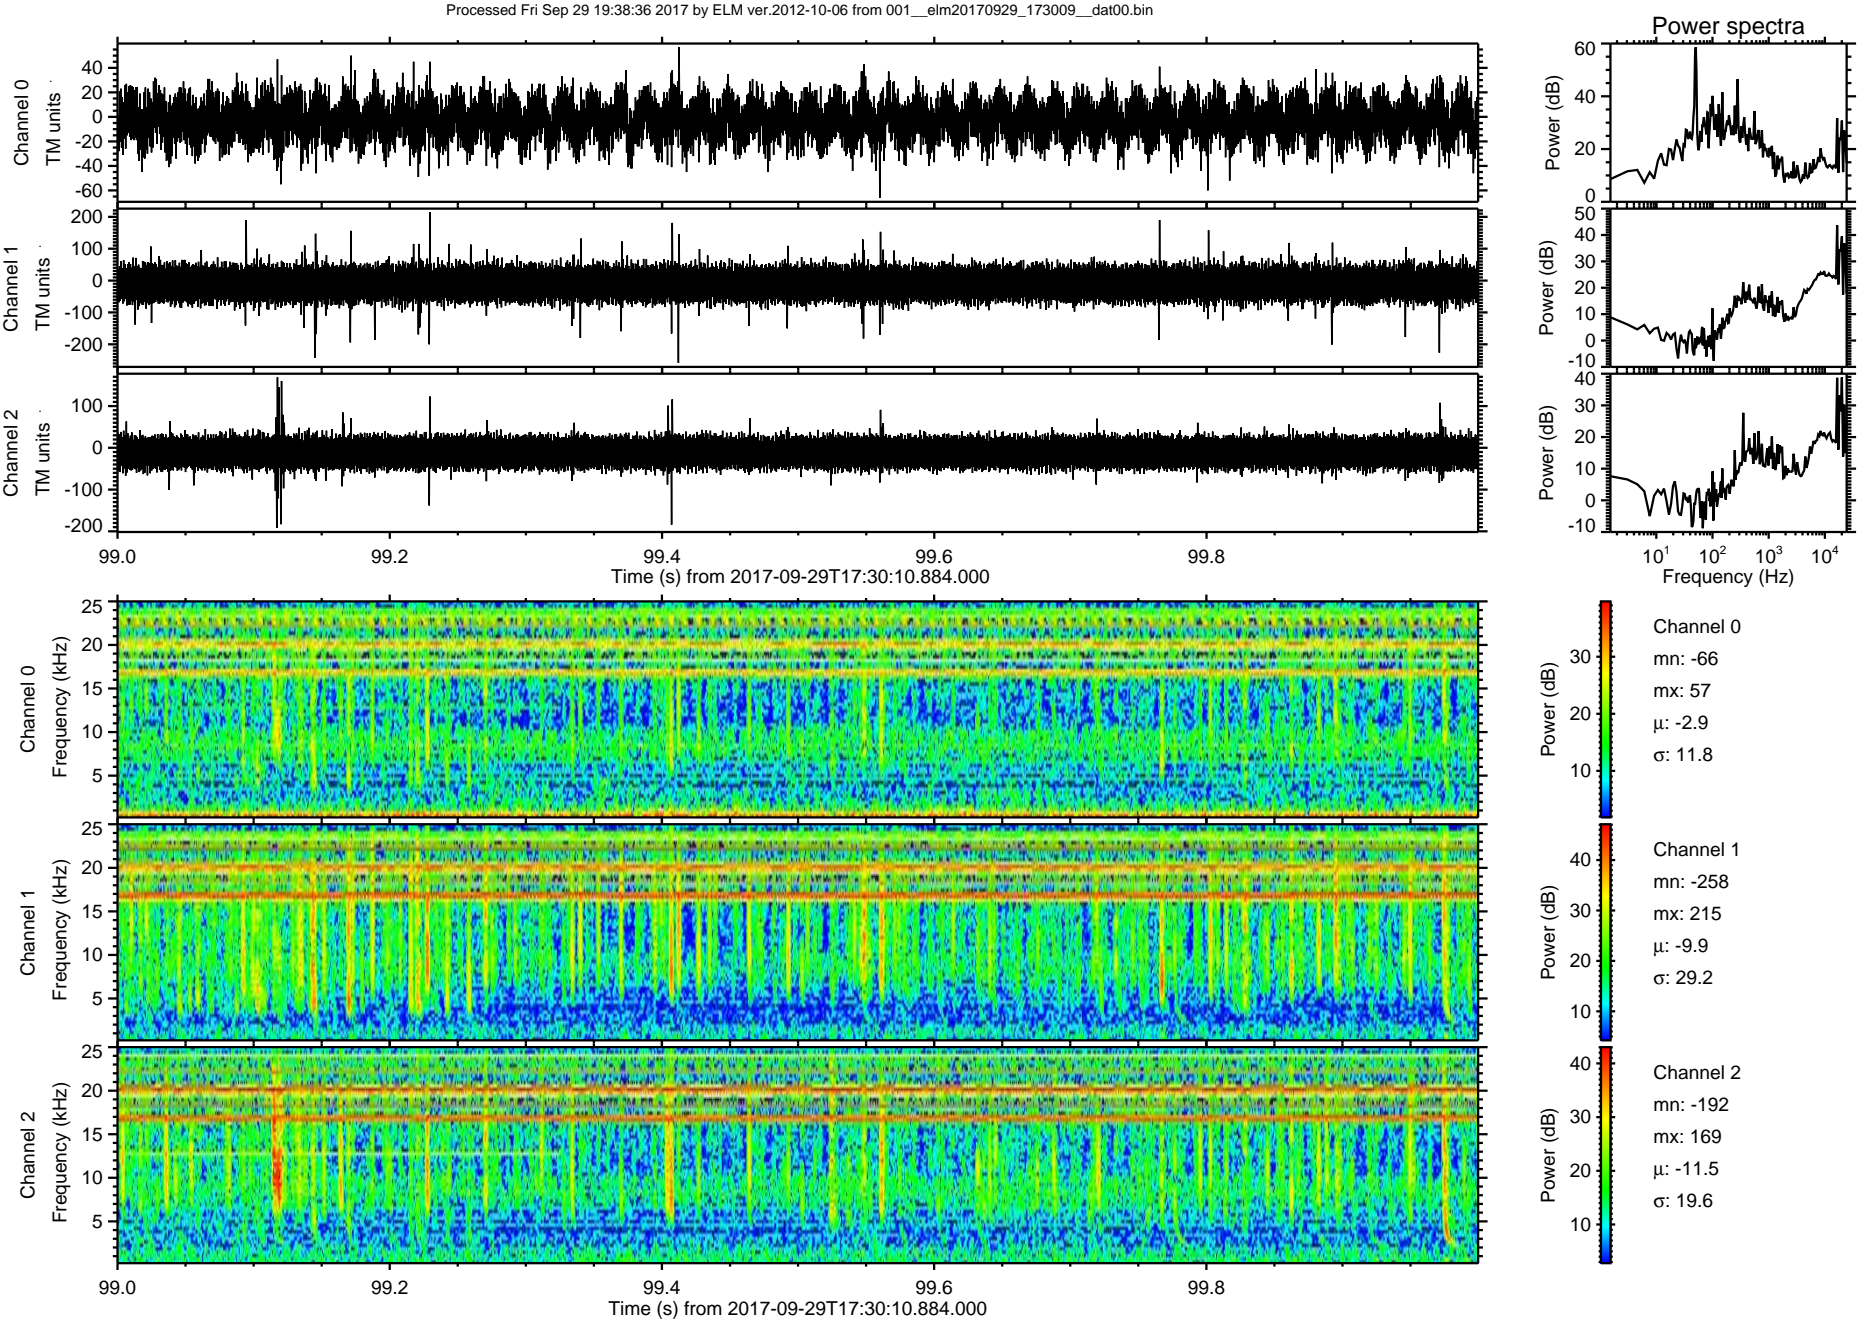 Processed Fri Sep 29 19:38:36 2017 by ELM ver.2012-10-06 from 001__elm20170929_173009__dat00.bin
Power spectra
Channel 0
TM units
40
20
0
-20
-40
-60
Power (dB)
60
40
20
0
Channel 1
TM units
200
100
0
-100
-200
Power (dB)
50
40
30
20
10
0
-10
Channel 2
TM units
100
0
-100
-200
Power (dB)
40
30
20
10
0
-10
99.0 99.2 99.4 99.6 99.8
Time (s) from 2017-09-29T17:30:10.884.000
10^1 10^2 10^3 10^4
Frequency (Hz)
Channel 0
Frequency (kHz)
25
20
15
10
5
Power (dB)
30
20
10
Channel 0
mn: -66
mx: 57
μ: -2.9
σ: 11.8
Channel 1
Frequency (kHz)
25
20
15
10
5
Power (dB)
40
30
20
10
Channel 1
mn: -258
mx: 215
μ: -9.9
σ: 29.2
Channel 2
Frequency (kHz)
25
20
15
10
5
Power (dB)
40
30
20
10
Channel 2
mn: -192
mx: 169
μ: -11.5
σ: 19.6
99.0 99.2 99.4 99.6 99.8
Time (s) from 2017-09-29T17:30:10.884.000